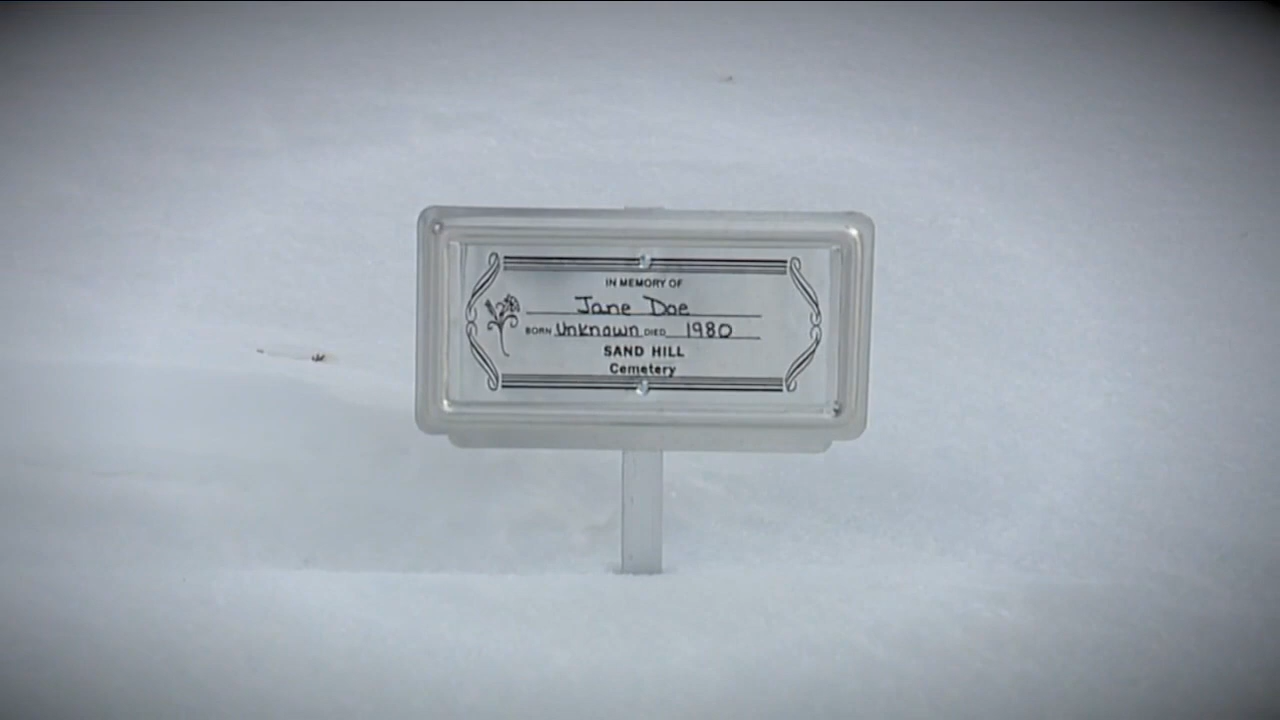 IN MEMORY OF
Jane Doe
BORN Unknown DIED 1980
SAND HILL
Cemetery